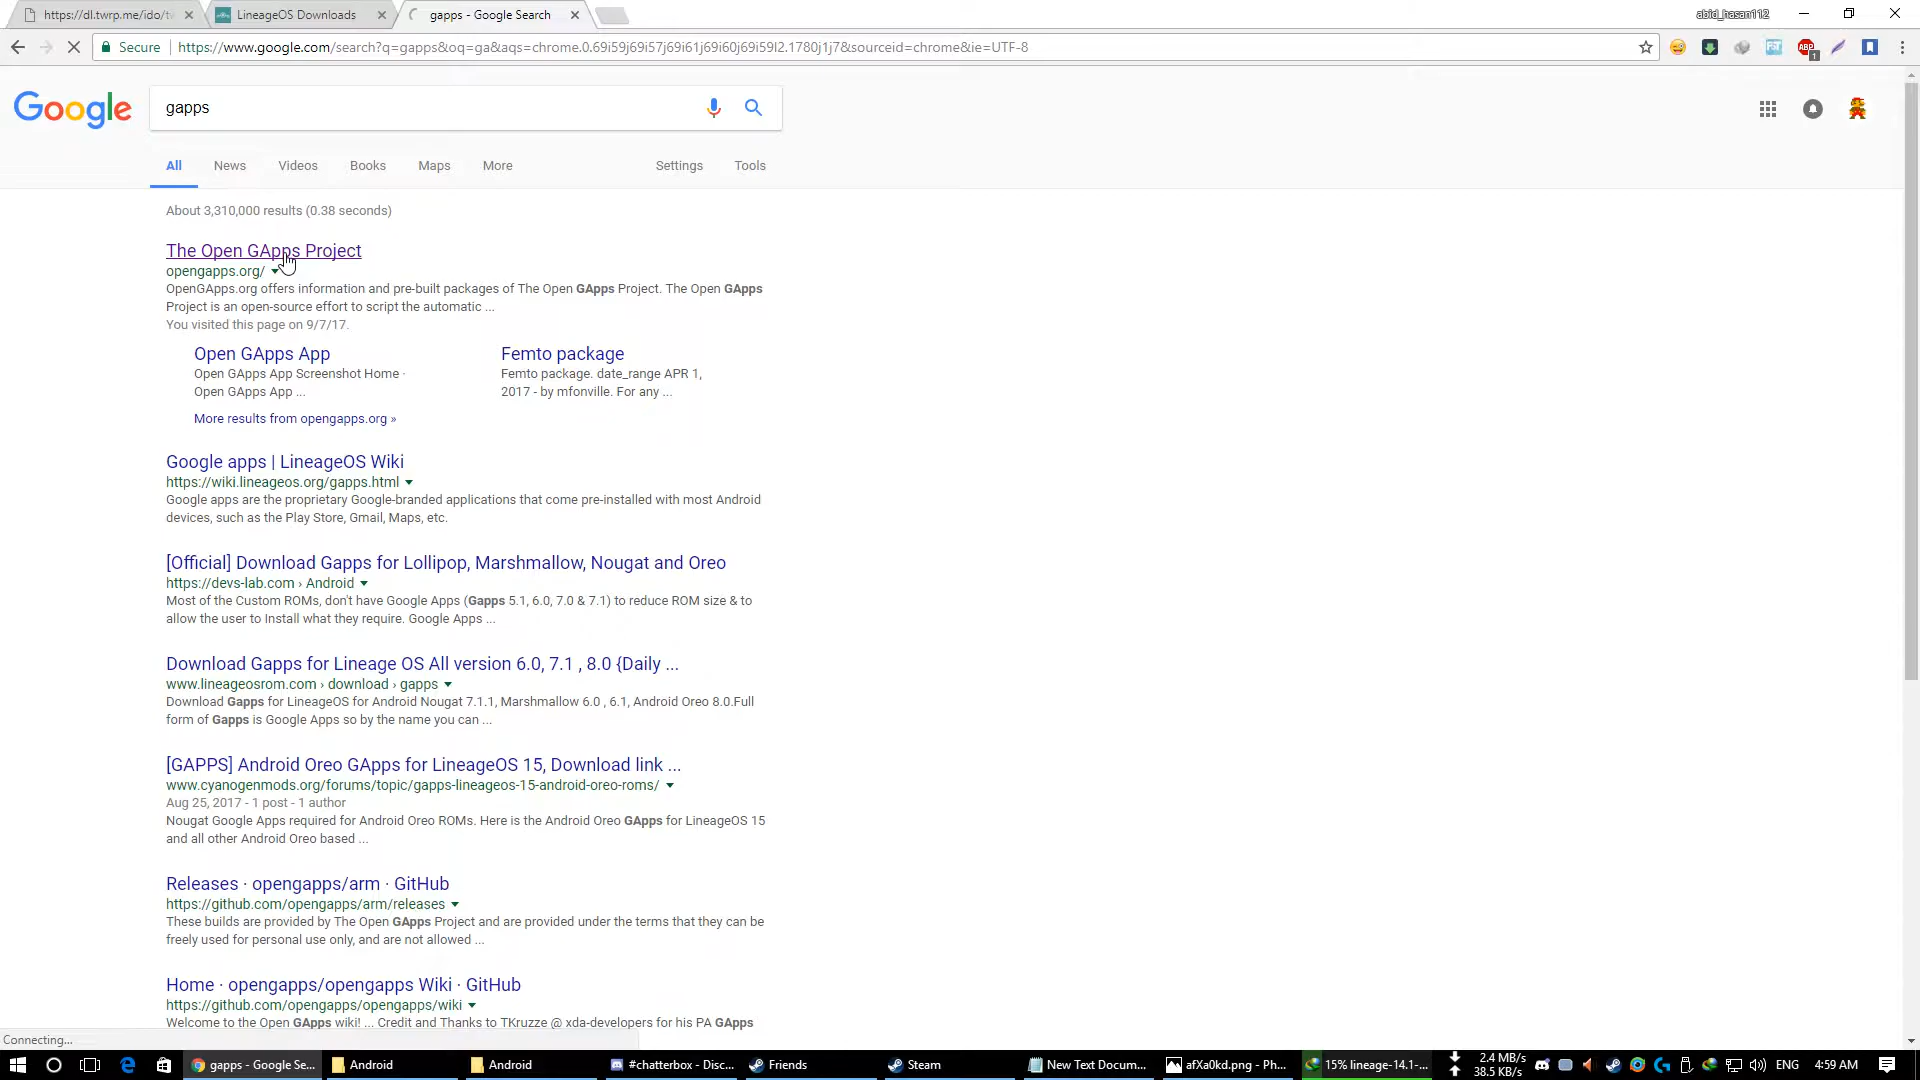 https://dl.twrp.me/ido/tw
LineageOS Downloads
gapps - Google Search
abid_hasan112
Secure
https://www.google.com/search?q=gapps&oq=ga&aqs=chrome.0.69i59j69i57j69i61j69i60j69i59l2.1780j1j7&sourceid=chrome&ie=UTF-8
Google
gapps
All News Videos Books Maps More Settings Tools
About 3,310,000 results (0.38 seconds)
The Open GApps Project
opengapps.org/
OpenGApps.org offers information and pre-built packages of The Open GApps Project. The Open GApps
Project is an open-source effort to script the automatic ...
You visited this page on 9/7/17.
Open GApps App
Open GApps App Screenshot Home ·
Open GApps App ...
Femto package
Femto package. date_range APR 1,
2017 - by mfonville. For any ...
More results from opengapps.org »
Google apps | LineageOS Wiki
https://wiki.lineageos.org/gapps.html
Google apps are the proprietary Google-branded applications that come pre-installed with most Android
devices, such as the Play Store, Gmail, Maps, etc.
[Official] Download Gapps for Lollipop, Marshmallow, Nougat and Oreo
https://devs-lab.com › Android
Most of the Custom ROMs, don't have Google Apps (Gapps 5.1, 6.0, 7.0 & 7.1) to reduce ROM size & to
allow the user to Install what they require. Google Apps ...
Download Gapps for Lineage OS All version 6.0, 7.1 , 8.0 {Daily ...
www.lineageosrom.com › download › gapps
Download Gapps for LineageOS for Android Nougat 7.1.1, Marshmallow 6.0 , 6.1, Android Oreo 8.0.Full
form of Gapps is Google Apps so by the name you can ...
[GAPPS] Android Oreo GApps for LineageOS 15, Download link ...
www.cyanogenmods.org/forums/topic/gapps-lineageos-15-android-oreo-roms/
Aug 25, 2017 - 1 post - 1 author
Nougat Google Apps required for Android Oreo ROMs. Here is the Android Oreo GApps for LineageOS 15
and all other Android Oreo based ...
Releases · opengapps/arm · GitHub
https://github.com/opengapps/arm/releases
These builds are provided by The Open GApps Project and are provided under the terms that they can be
freely used for personal use only, and are not allowed ...
Home · opengapps/opengapps Wiki · GitHub
https://github.com/opengapps/opengapps/wiki
Welcome to the Open GApps wiki! ... Credit and Thanks to TKruzze @ xda-developers for his PA GApps
Connecting...
gapps - Google Se...
Android
Android
#chatterbox - Disc...
Friends
Steam
New Text Docum...
afXa0kd.png - Ph...
15% lineage-14.1-...
2.4 MB/s
38.5 KB/s
ENG
4:59 AM